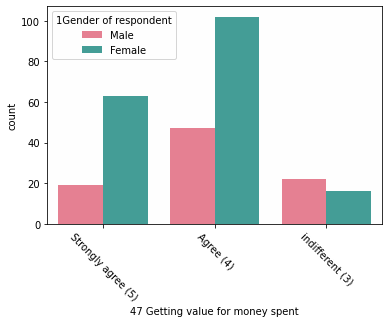 1Gender of respondent
Male
Female
100
80
60
40
20
0
count
Strongly agree (5)
Agree (4)
indifferent (3)
47 Getting value for money spent